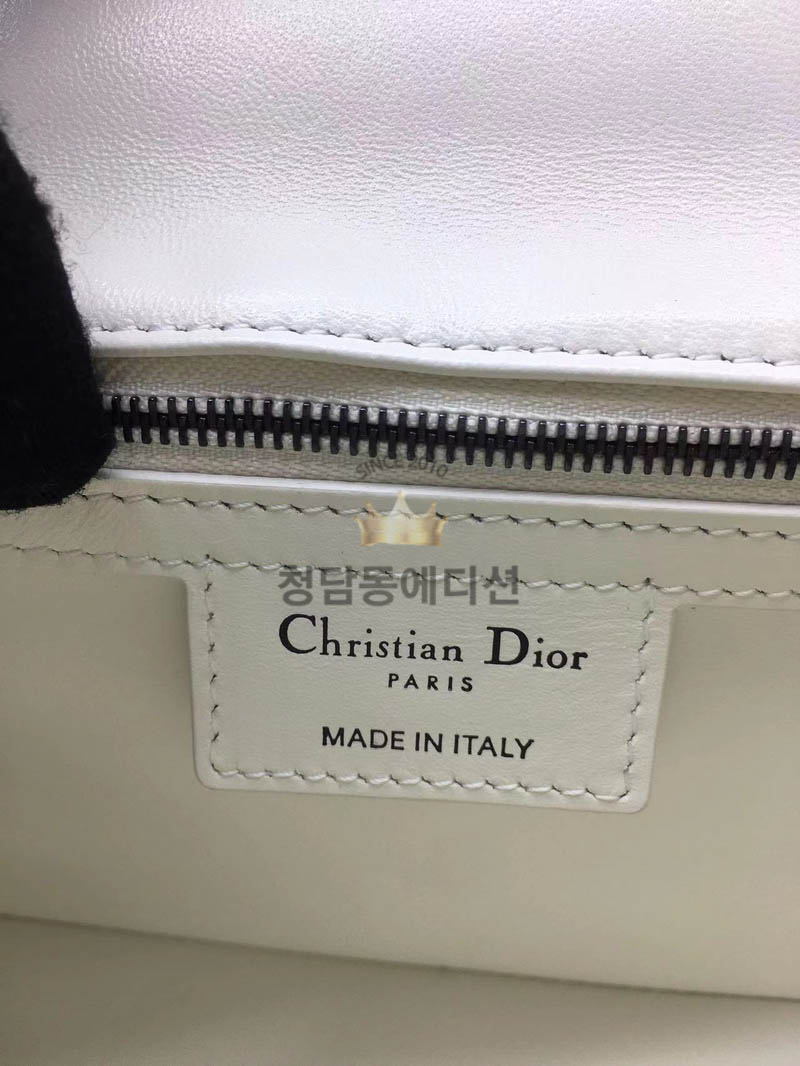 SINCE 2010
청담동에디션
Christian Dior
PARIS
MADE IN ITALY